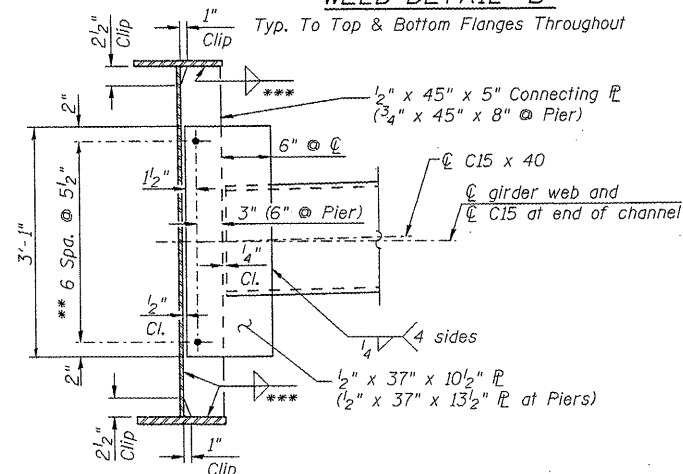 WELD DETAIL "B"
Typ. To Top & Bottom Flanges Throughout
1"
Clip
2½"
Clip
***
½" x 45" x 5" Connecting ℄
(¾" x 45" x 8" @ Pier)
2"
6" @ ℄
℄ C15 x 40
℄ girder web and
℄ C15 at end of channel
1½"
3" (6" @ Pier)
3'-1"
** 6 Spa. @ 5½"
¼"
Cl.
½"
Cl.
¼
4 sides
2"
***
½" x 37" x 10½" ⅊
(½" x 37" x 13½" ⅊ at Piers)
2½"
Clip
1"
Clip